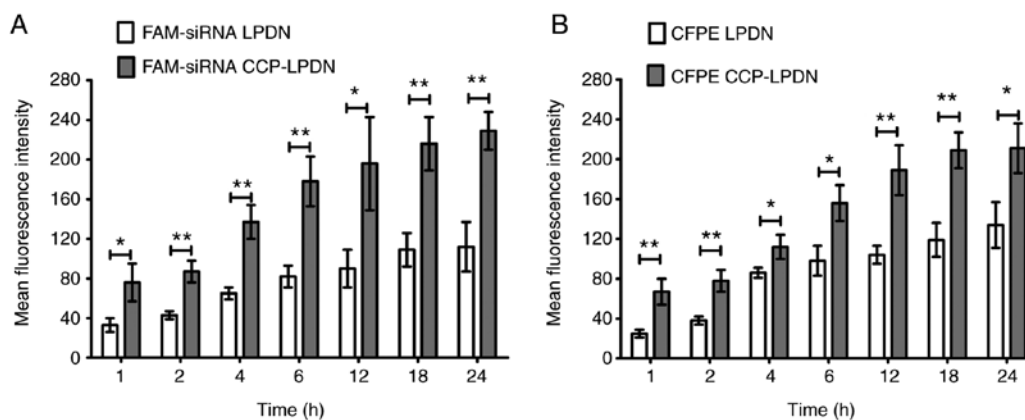 A
FAM-siRNA LPDN
FAM-siRNA CCP-LPDN
Mean fluorescence intensity
280
240
200
160
120
80
40
0
* ** ** ** * ** **
1 2 4 6 12 18 24
Time (h)
B
CFPE LPDN
CFPE CCP-LPDN
Mean fluorescence intensity
280
240
200
160
120
80
40
0
** ** * * ** ** *
1 2 4 6 12 18 24
Time (h)